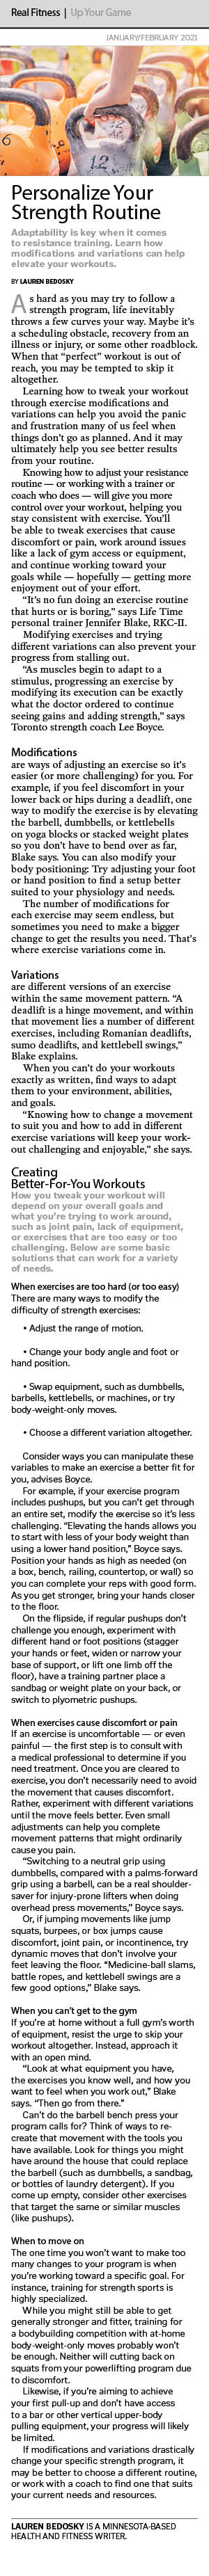 Real Fitness | Up Your Game
JANUARY/FEBRUARY 2021
6
12
Personalize Your
Strength Routine
Adaptability is key when it comes
to resistance training. Learn how
modifications and variations can help
elevate your workouts.
BY LAUREN BEDOSKY
As hard as you may try to follow a
strength program, life inevitably
throws a few curves your way. Maybe it's
a scheduling obstacle, recovery from an
illness or injury, or some other roadblock.
When that "perfect" workout is out of
reach, you may be tempted to skip it
altogether.
Learning how to tweak your workout
through exercise modifications and
variations can help you avoid the panic
and frustration many of us feel when
things don't go as planned. And it may
ultimately help you see better results
from your routine.
Knowing how to adjust your resistance
routine — or working with a trainer or
coach who does — will give you more
control over your workout, helping you
stay consistent with exercise. You'll
be able to tweak exercises that cause
discomfort or pain, work around issues
like a lack of gym access or equipment,
and continue working toward your
goals while — hopefully — getting more
enjoyment out of your effort.
"It's no fun doing an exercise routine
that hurts or is boring," says Life Time
personal trainer Jennifer Blake, RKC-II.
Modifying exercises and trying
different variations can also prevent your
progress from stalling out.
"As muscles begin to adapt to a
stimulus, progressing an exercise by
modifying its execution can be exactly
what the doctor ordered to continue
seeing gains and adding strength," says
Toronto strength coach Lee Boyce.
Modifications
are ways of adjusting an exercise so it's
easier (or more challenging) for you. For
example, if you feel discomfort in your
lower back or hips during a deadlift, one
way to modify the exercise is by elevating
the barbell, dumbbells, or kettlebells
on yoga blocks or stacked weight plates
so you don't have to bend over as far,
Blake says. You can also modify your
body positioning: Try adjusting your foot
or hand position to find a setup better
suited to your physiology and needs.
The number of modifications for
each exercise may seem endless, but
sometimes you need to make a bigger
change to get the results you need. That's
where exercise variations come in.
Variations
are different versions of an exercise
within the same movement pattern. "A
deadlift is a hinge movement, and within
that movement lies a number of different
exercises, including Romanian deadlifts,
sumo deadlifts, and kettlebell swings,"
Blake explains.
When you can't do your workouts
exactly as written, find ways to adapt
them to your environment, abilities,
and goals.
"Knowing how to change a movement
to suit you and how to add in different
exercise variations will keep your work-
out challenging and enjoyable," she says.
Creating
Better-For-You Workouts
How you tweak your workout will
depend on your overall goals and
what you're trying to work around,
such as joint pain, lack of equipment,
or exercises that are too easy or too
challenging. Below are some basic
solutions that can work for a variety
of needs.
When exercises are too hard (or too easy)
There are many ways to modify the
difficulty of strength exercises:
• Adjust the range of motion.
• Change your body angle and foot or
hand position.
• Swap equipment, such as dumbbells,
barbells, kettlebells, or machines, or try
body-weight-only moves.
• Choose a different variation altogether.
Consider ways you can manipulate these
variables to make an exercise a better fit for
you, advises Boyce.
For example, if your exercise program
includes pushups, but you can't get through
an entire set, modify the exercise so it's less
challenging. "Elevating the hands allows you
to start with less of your body weight than
using a lower hand position," Boyce says.
Position your hands as high as needed (on
a box, bench, railing, countertop, or wall) so
you can complete your reps with good form.
As you get stronger, bring your hands closer
to the floor.
On the flipside, if regular pushups don't
challenge you enough, experiment with
different hand or foot positions (stagger
your hands or feet, widen or narrow your
base of support, or lift one limb off the
floor), have a training partner place a
sandbag or weight plate on your back, or
switch to plyometric pushups.
When exercises cause discomfort or pain
If an exercise is uncomfortable — or even
painful — the first step is to consult with
a medical professional to determine if you
need treatment. Once you are cleared to
exercise, you don't necessarily need to avoid
the movement that causes discomfort.
Rather, experiment with different variations
until the move feels better. Even small
adjustments can help you complete
movement patterns that might ordinarily
cause you pain.
"Switching to a neutral grip using
dumbbells, compared with a palms-forward
grip using a barbell, can be a real shoulder-
saver for injury-prone lifters when doing
overhead press movements," Boyce says.
Or, if jumping movements like jump
squats, burpees, or box jumps cause
discomfort, joint pain, or incontinence, try
dynamic moves that don't involve your
feet leaving the floor. "Medicine-ball slams,
battle ropes, and kettlebell swings are a
few good options," Blake says.
When you can't get to the gym
If you're at home without a full gym's worth
of equipment, resist the urge to skip your
workout altogether. Instead, approach it
with an open mind.
"Look at what equipment you have,
the exercises you know well, and how you
want to feel when you work out," Blake
says. "Then go from there."
Can't do the barbell bench press your
program calls for? Think of ways to re-
create that movement with the tools you
have available. Look for things you might
have around the house that could replace
the barbell (such as dumbbells, a sandbag,
or bottles of laundry detergent). If you
come up empty, consider other exercises
that target the same or similar muscles
(like pushups).
When to move on
The one time you won't want to make too
many changes to your program is when
you're working toward a specific goal. For
instance, training for strength sports is
highly specialized.
While you might still be able to get
generally stronger and fitter, training for
a bodybuilding competition with at-home
body-weight-only moves probably won't
be enough. Neither will cutting back on
squats from your powerlifting program due
to discomfort.
Likewise, if you're aiming to achieve
your first pull-up and don't have access
to a bar or other vertical upper-body
pulling equipment, your progress will likely
be limited.
If modifications and variations drastically
change your specific strength program, it
may be better to choose a different routine,
or work with a coach to find one that suits
your current needs and resources.
LAUREN BEDOSKY IS A MINNESOTA-BASED
HEALTH AND FITNESS WRITER.